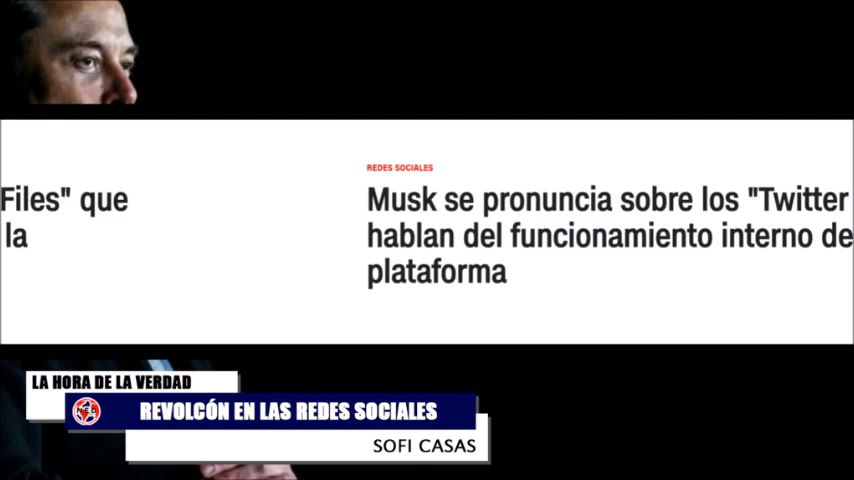 Files" que
la
REDES SOCIALES
Musk se pronuncia sobre los "Twitter
hablan del funcionamiento interno de
plataforma
LA HORA DE LA VERDAD
REVOLCÓN EN LAS REDES SOCIALES
SOFI CASAS